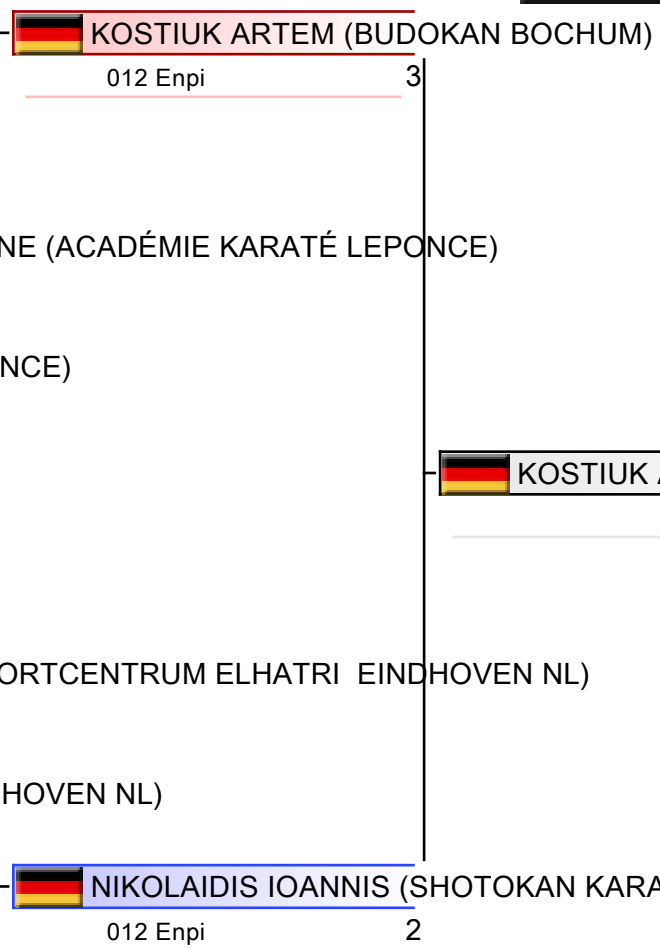 KOSTIUK ARTEM (BUDOKAN BOCHUM)
012 Enpi 3
NE (ACADÉMIE KARATÉ LEPONCE)
NCE)
KOSTIUK
ORTCENTRUM ELHATRI EINDHOVEN NL)
HOVEN NL)
NIKOLAIDIS IOANNIS (SHOTOKAN KARA
012 Enpi 2